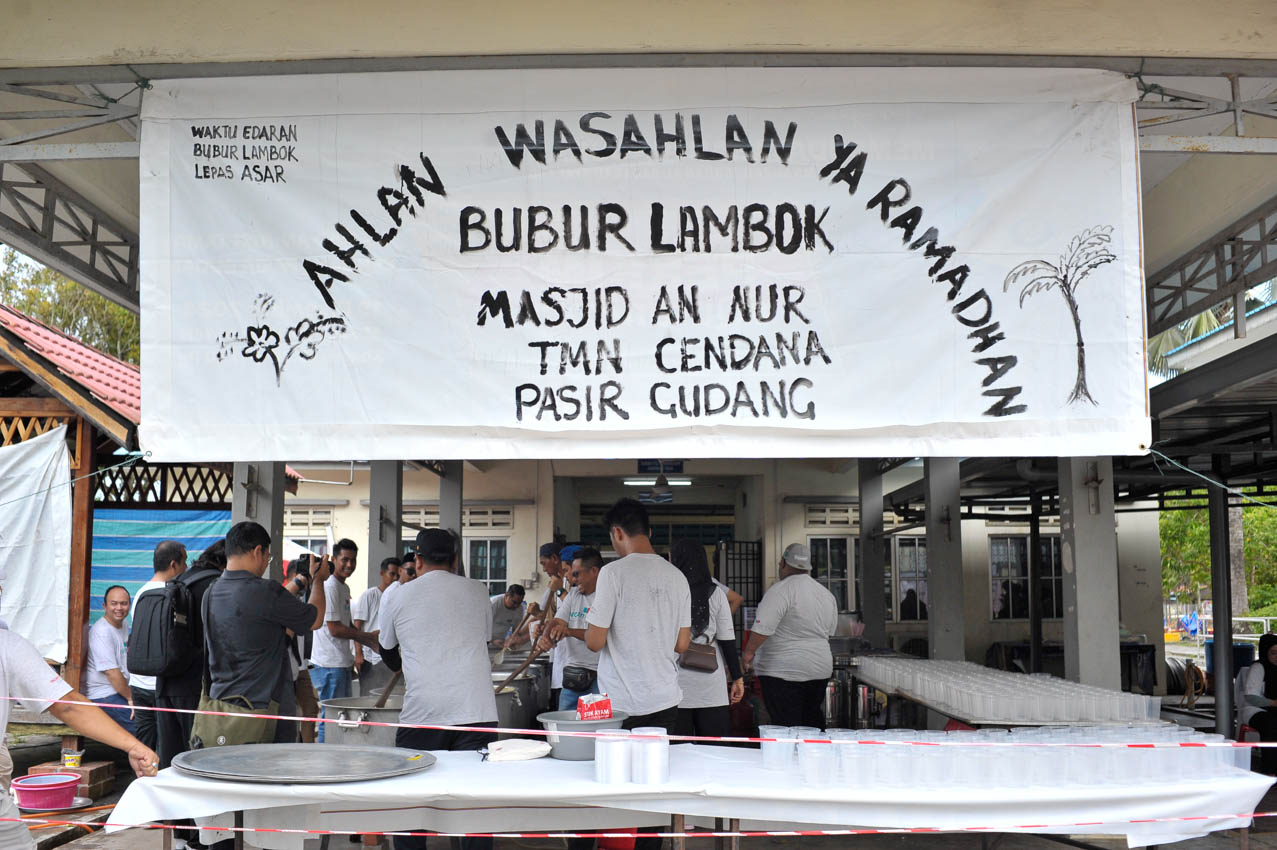 WAKTU EDARAN
BUBUR LAMBOK
LEPAS ASAR
AHLAN WASAHLAN YA RAMADHAN
BUBUR LAMBOK
MASJID AN NUR
TMN CENDANA
PASIR GUDANG